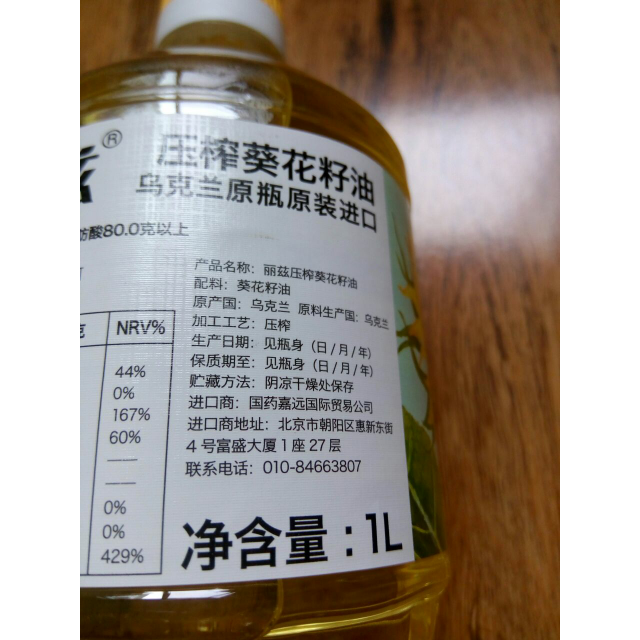 ®
压榨葵花籽油
乌克兰原瓶原装进口
肪酸80.0克以上
产品名称：丽兹压榨葵花籽油
配料：葵花籽油
原产国：乌克兰 原料生产国：乌克兰
加工工艺：压榨
生产日期：见瓶身（日/月/年）
保质期至：见瓶身（日/月/年）
贮藏方法：阴凉干燥处保存
进口商：国药嘉远国际贸易公司
进口商地址：北京市朝阳区惠新东街
4号富盛大厦1座27层
联系电话：010-84663807
克 NRV%
44%
0%
167%
60%
——
——
0%
0%
429%
净含量：1L